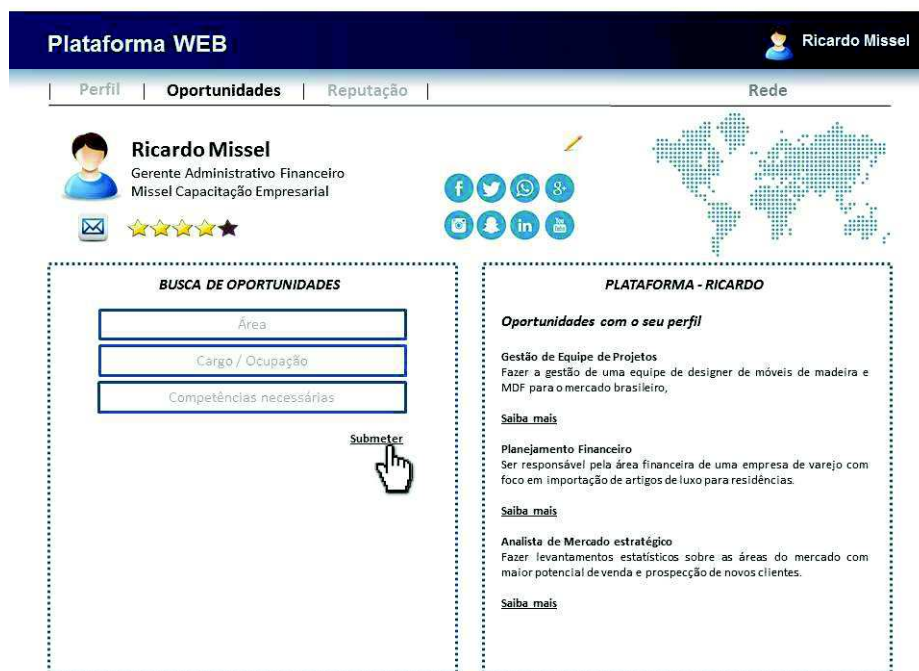 Plataforma WEB
Ricardo Missel
| Perfil | Oportunidades | Reputação |
Rede
Ricardo Missel
Gerente Administrativo Financeiro
Missel Capacitação Empresarial
BUSCA DE OPORTUNIDADES
Área
Cargo / Ocupação
Competências necessárias
Submeter
PLATAFORMA - RICARDO
Oportunidades com o seu perfil
Gestão de Equipe de Projetos
Fazer a gestão de uma equipe de designer de móveis de madeira e
MDF para o mercado brasileiro,
Saiba mais
Planejamento Financeiro
Ser responsável pela área financeira de uma empresa de varejo com
foco em importação de artigos de luxo para residências.
Saiba mais
Analista de Mercado estratégico
Fazer levantamentos estatísticos sobre as áreas do mercado com
maior potencial de venda e prospecção de novos clientes.
Saiba mais